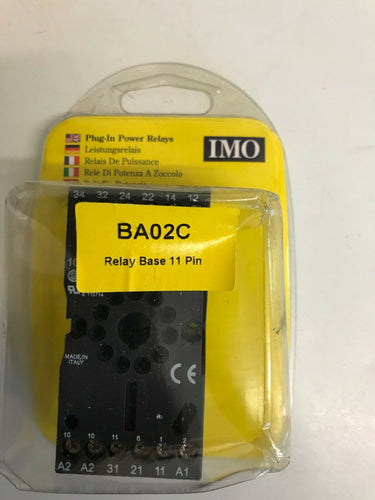 Plug-In Power Relays
Leistungsrelais
Relais De Puissance
Relé Di Potenza A Zoccolo
IMO
34 32 24 22 14 12
BA02C
Relay Base 11 Pin
10
MADE IN
ITALY
CE
10 10 11 6 1 2
A2 A2 31 21 11 A1